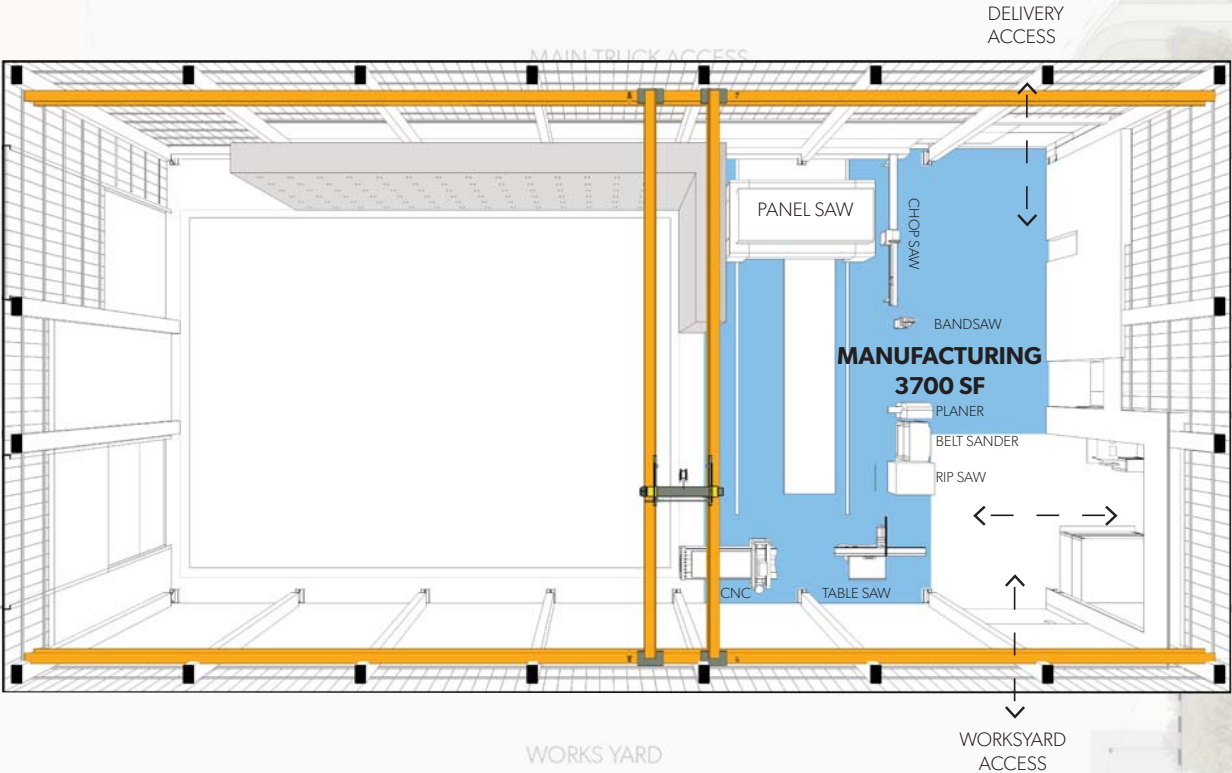 DELIVERY
ACCESS
MAIN TRUCK ACCESS
PANEL SAW
CHOP SAW
BANDSAW
MANUFACTURING
3700 SF
PLANER
BELT SANDER
RIP SAW
CNC
TABLE SAW
WORKS YARD
WORKSYARD
ACCESS